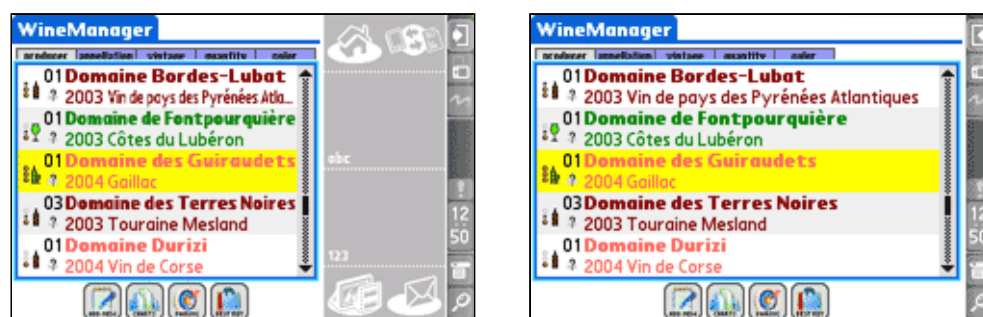 WineManager
producer appellation vintage quantity color
01 Domaine Bordes-Lubat
? 2003 Vin de pays des Pyrénées Atla...
01 Domaine de Fontpourquière
? 2003 Côtes du Lubéron
01 Domaine des Guiraudets
? 2004 Gaillac
03 Domaine des Terres Noires
? 2003 Touraine Mesland
01 Domaine Durizi
? 2004 Vin de Corse
abc
123
12
50
WineManager
producer appellation vintage quantity color
01 Domaine Bordes-Lubat
? 2003 Vin de pays des Pyrénées Atlantiques
01 Domaine de Fontpourquière
? 2003 Côtes du Lubéron
01 Domaine des Guiraudets
? 2004 Gaillac
03 Domaine des Terres Noires
? 2003 Touraine Mesland
01 Domaine Durizi
? 2004 Vin de Corse
12
50